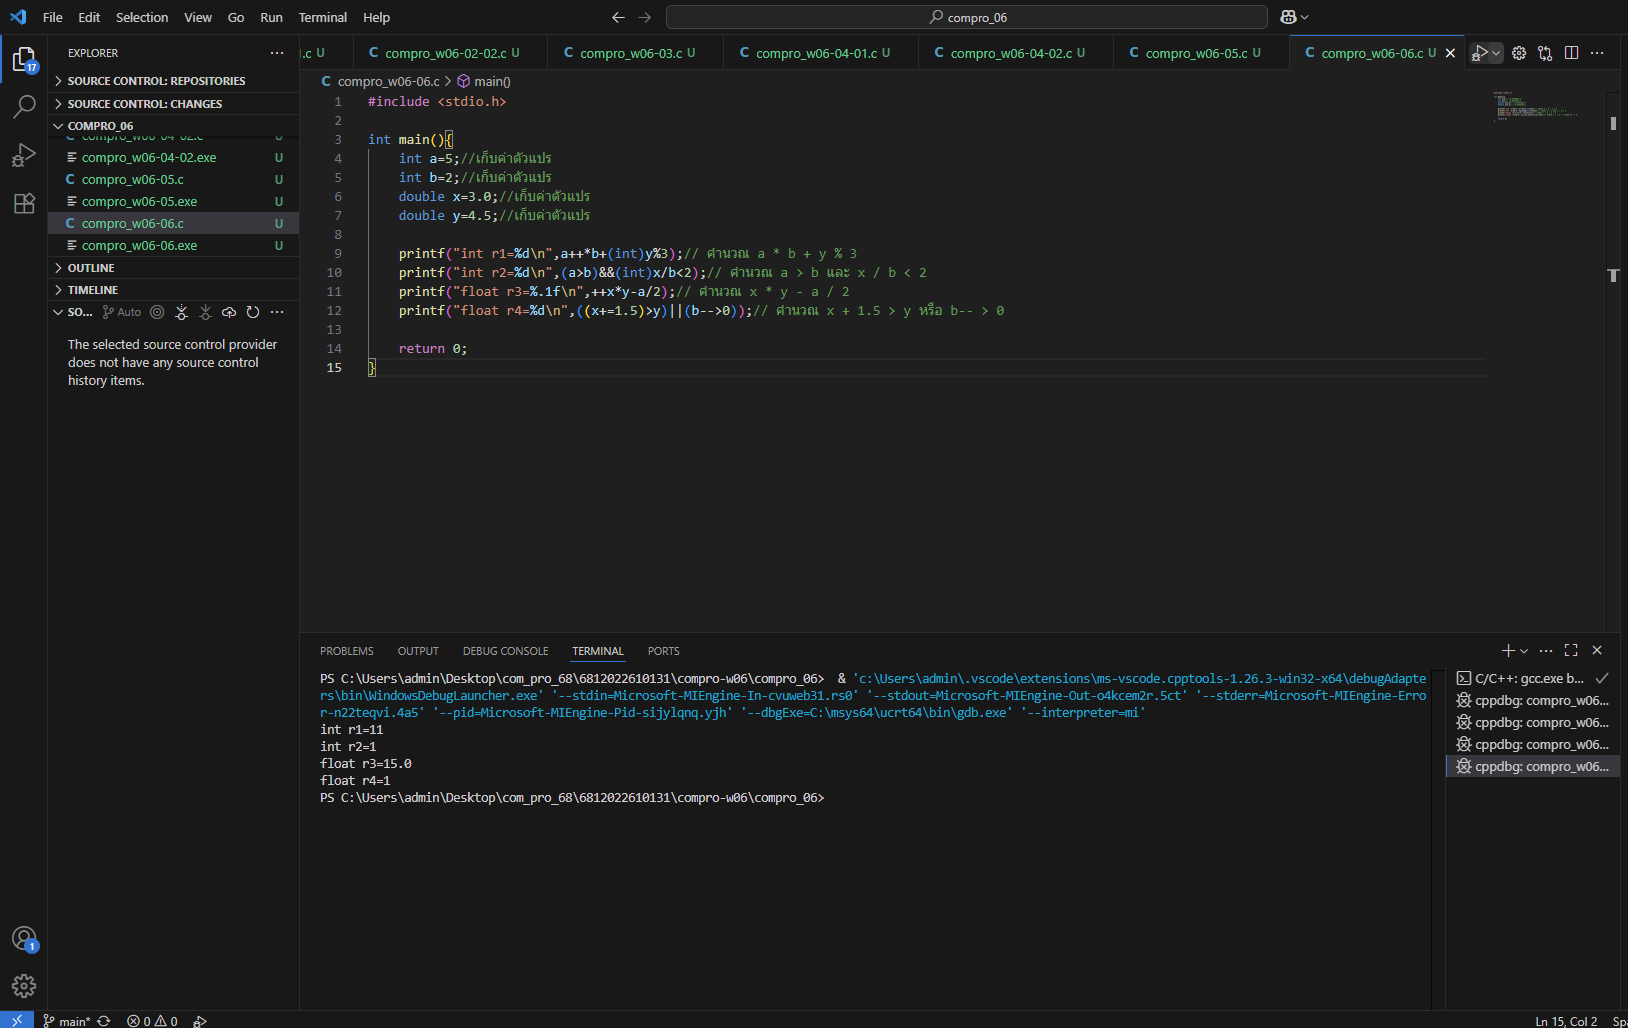 File Edit Selection View Go Run Terminal Help
compro_06
EXPLORER
SOURCE CONTROL: REPOSITORIES
SOURCE CONTROL: CHANGES
COMPRO_06
compro_w06-04-02.c U
compro_w06-04-02.exe U
compro_w06-05.c U
compro_w06-05.exe U
compro_w06-06.c U
compro_w06-06.exe U
OUTLINE
TIMELINE
SO... Auto
The selected source control provider
does not have any source control
history items.
17
1
.c U compro_w06-02-02.c U compro_w06-03.c U compro_w06-04-01.c U compro_w06-04-02.c U compro_w06-05.c U compro_w06-06.c U
compro_w06-06.c > main()
1 #include <stdio.h>
2
3 int main(){
4 int a=5;//เก็บค่าตัวแปร
5 int b=2;//เก็บค่าตัวแปร
6 double x=3.0;//เก็บค่าตัวแปร
7 double y=4.5;//เก็บค่าตัวแปร
8
9 printf("int r1=%d\n",a++*b+(int)y%3);// คำนวณ a * b + y % 3
10 printf("int r2=%d\n",(a>b)&&(int)x/b<2);// คำนวณ a > b และ x / b < 2
11 printf("float r3=%.1f\n",++x*y-a/2);// คำนวณ x * y - a / 2
12 printf("float r4=%d\n",((x+=1.5)>y)||(b-->0));// คำนวณ x + 1.5 > y หรือ b-- > 0
13
14 return 0;
15 }
PROBLEMS OUTPUT DEBUG CONSOLE TERMINAL PORTS
PS C:\Users\admin\Desktop\com_pro_68\6812022610131\compro-w06\compro_06> & 'c:\Users\admin\.vscode\extensions\ms-vscode.cpptools-1.26.3-win32-x64\debugAdapte
rs\bin\WindowsDebugLauncher.exe' '--stdin=Microsoft-MIEngine-In-cvuweb31.rs0' '--stdout=Microsoft-MIEngine-Out-o4kcem2r.5ct' '--stderr=Microsoft-MIEngine-Erro
r-n22teqvi.4a5' '--pid=Microsoft-MIEngine-Pid-sijylqnq.yjh' '--dbgExe=C:\msys64\ucrt64\bin\gdb.exe' '--interpreter=mi'
int r1=11
int r2=1
float r3=15.0
float r4=1
PS C:\Users\admin\Desktop\com_pro_68\6812022610131\compro-w06\compro_06>
C/C++: gcc.exe b...
cppdbg: compro_w06...
cppdbg: compro_w06...
cppdbg: compro_w06...
cppdbg: compro_w06...
main* 0 0
Ln 15, Col 2 Spa